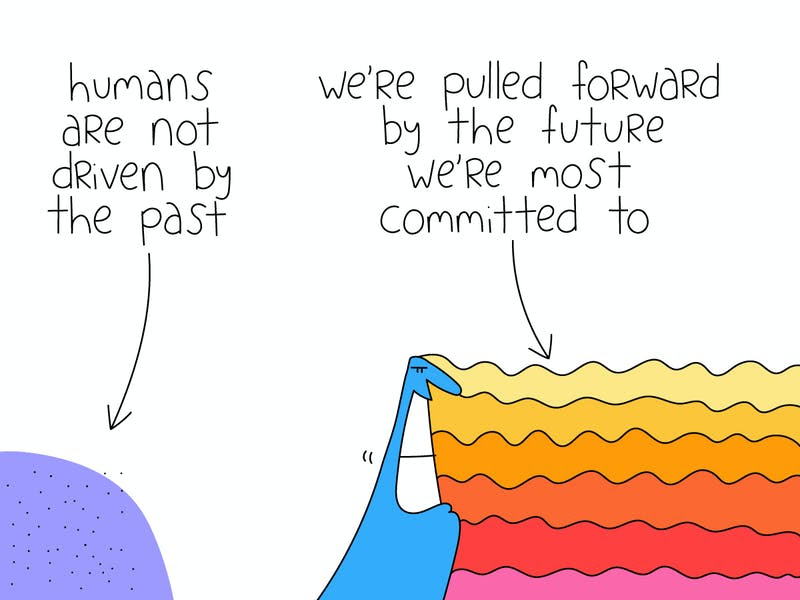 humans
are not
driven by
the past
we're pulled forward
by the future
we're most
committed to